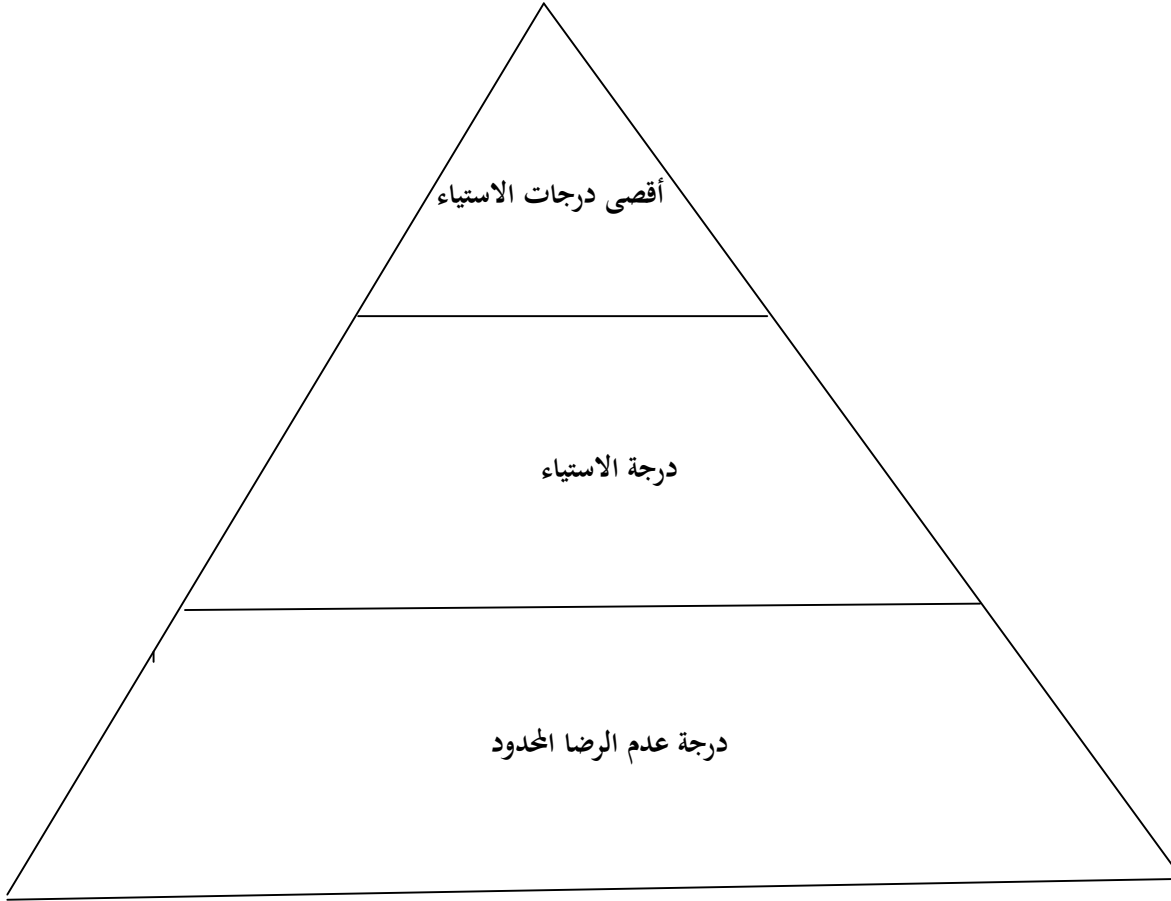 أقصى درجات الاستياء
درجة الاستياء
درجة عدم الرضا المحدود